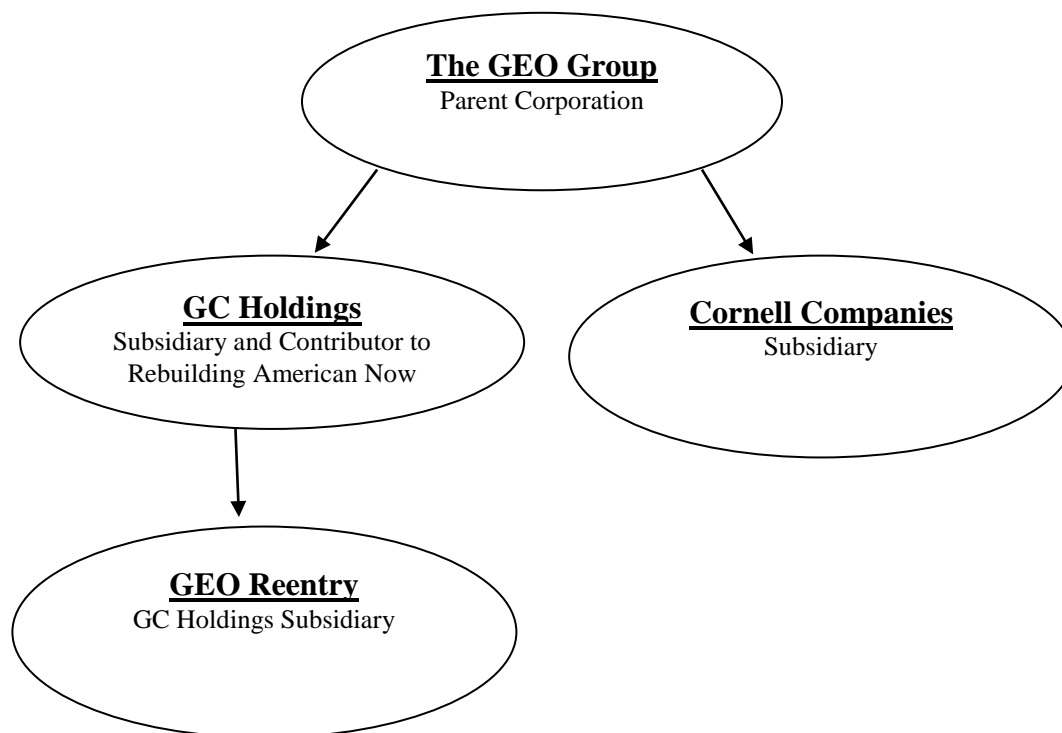 The GEO Group
Parent Corporation
GC Holdings
Subsidiary and Contributor to
Rebuilding American Now
Cornell Companies
Subsidiary
GEO Reentry
GC Holdings Subsidiary